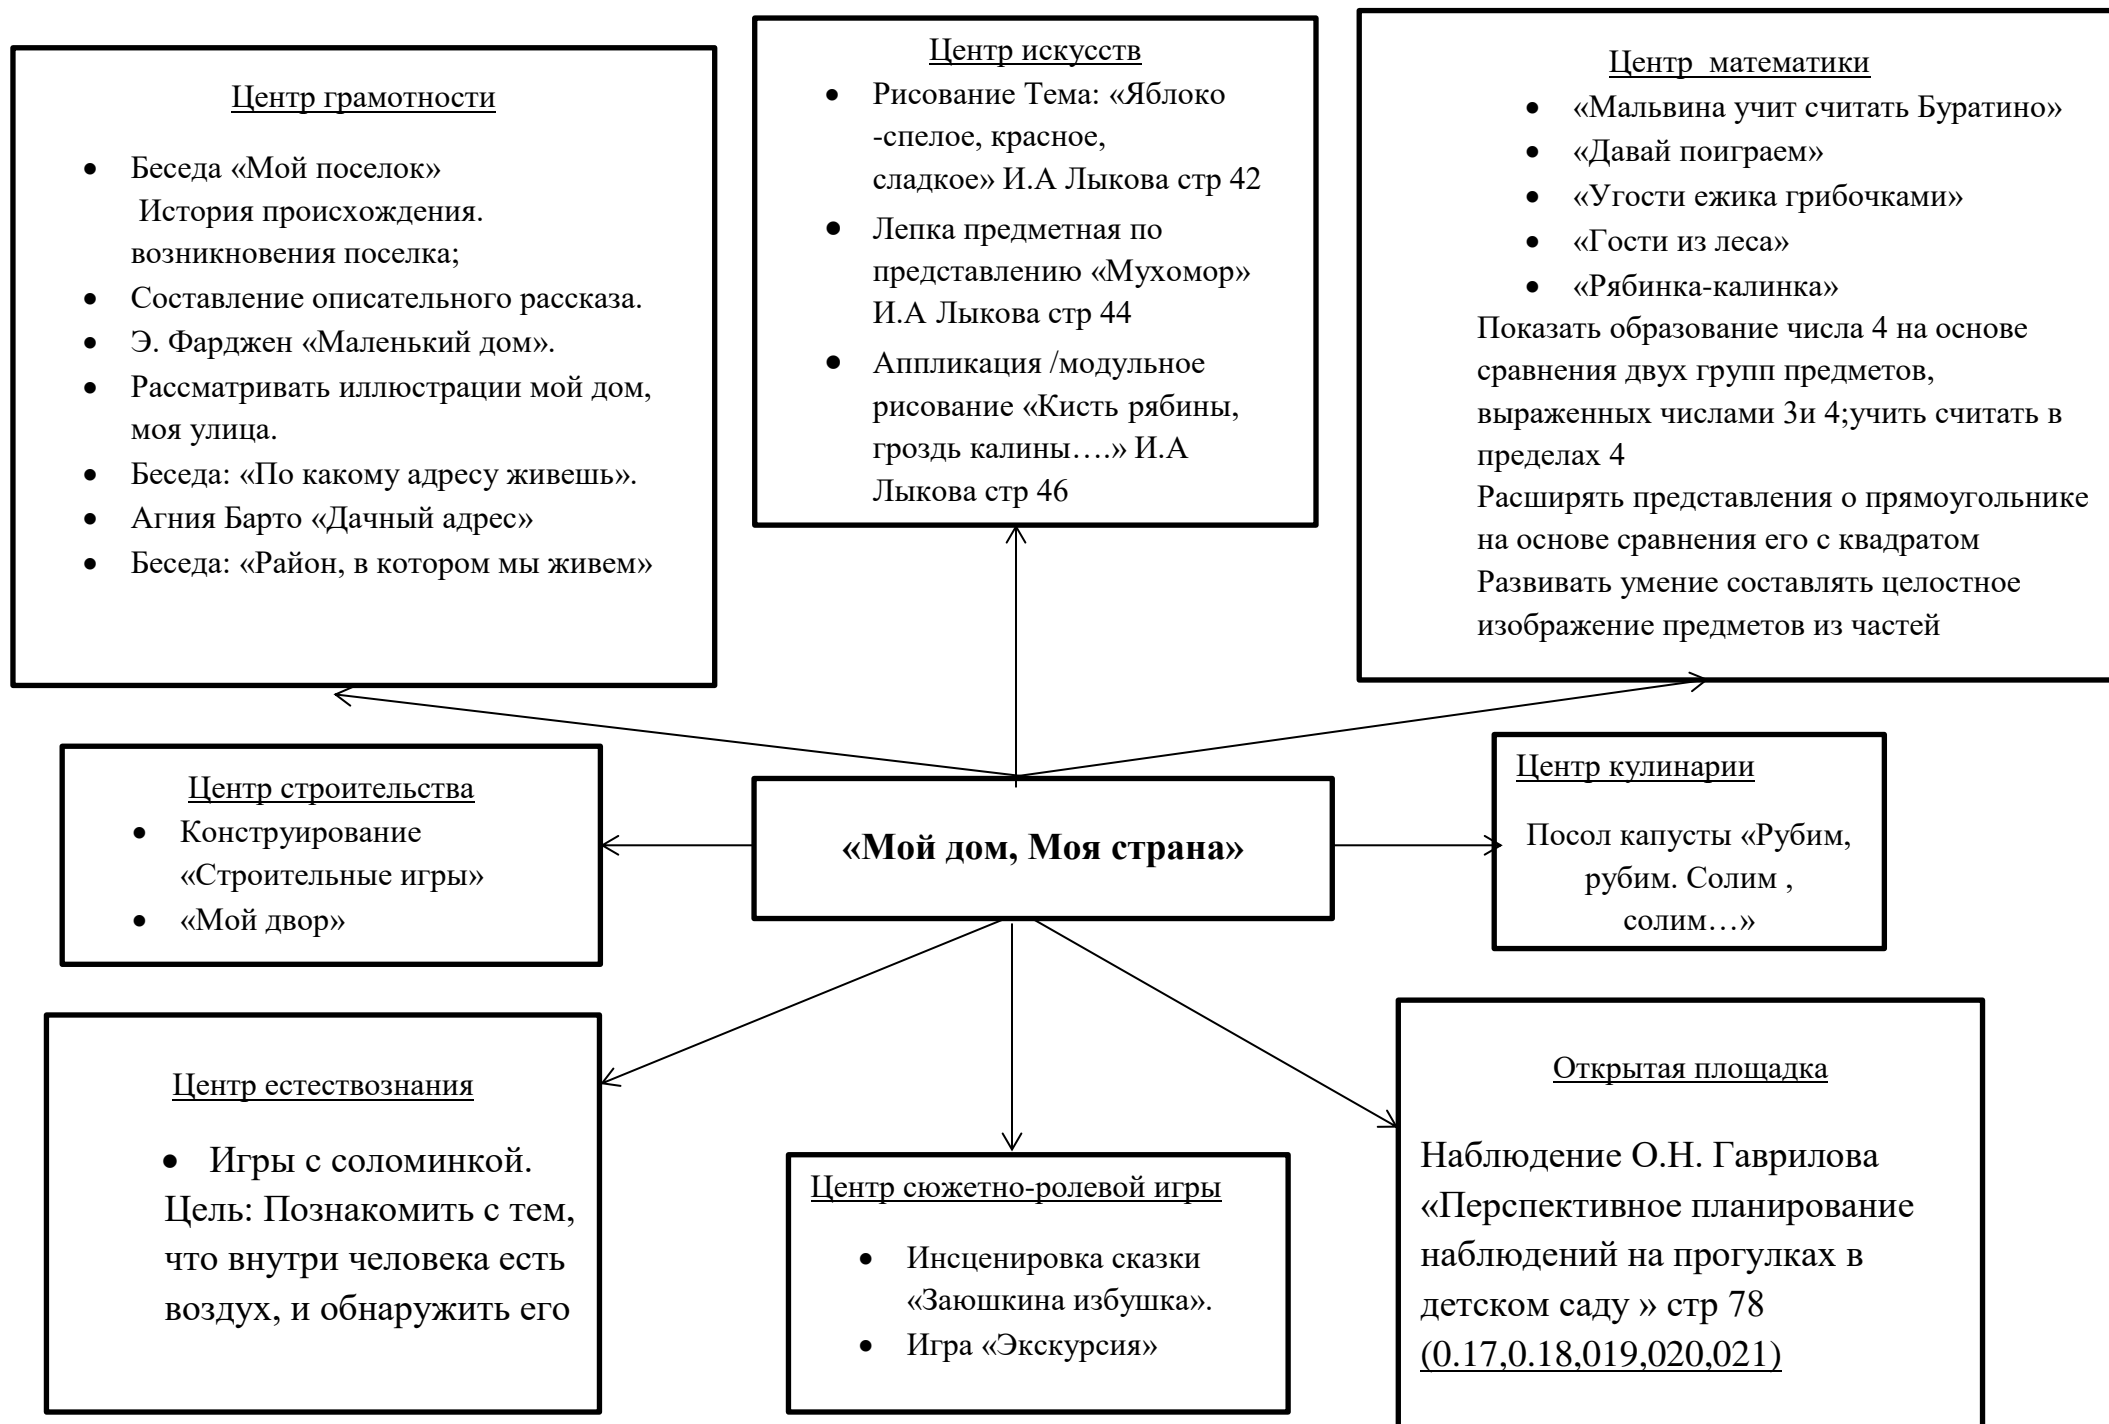 Центр грамотности
• Беседа «Мой поселок»
История происхождения.
возникновения поселка;
• Составление описательного рассказа.
• Э. Фарджен «Маленький дом».
• Рассматривать иллюстрации мой дом,
моя улица.
• Беседа: «По какому адресу живешь».
• Агния Барто «Дачный адрес»
• Беседа: «Район, в котором мы живем»
Центр искусств
• Рисование Тема: «Яблоко
-спелое, красное,
сладкое» И.А Лыкова стр 42
• Лепка предметная по
представлению «Мухомор»
И.А Лыкова стр 44
• Аппликация /модульное
рисование «Кисть рябины,
гроздь калины….» И.А
Лыкова стр 46
Центр математики
• «Мальвина учит считать Буратино»
• «Давай поиграем»
• «Угости ежика грибочками»
• «Гости из леса»
• «Рябинка-калинка»
Показать образование числа 4 на основе
сравнения двух групп предметов,
выраженных числами 3и 4;учить считать в
пределах 4
Расширять представления о прямоугольнике
на основе сравнения его с квадратом
Развивать умение составлять целостное
изображение предметов из частей
Центр строительства
• Конструирование
«Строительные игры»
• «Мой двор»
«Мой дом, Моя страна»
Центр кулинарии
Посол капусты «Рубим,
рубим. Солим ,
солим…»
Центр естествознания
• Игры с соломинкой.
Цель: Познакомить с тем,
что внутри человека есть
воздух, и обнаружить его
Центр сюжетно-ролевой игры
• Инсценировка сказки
«Заюшкина избушка».
• Игра «Экскурсия»
Открытая площадка
Наблюдение О.Н. Гаврилова
«Перспективное планирование
наблюдений на прогулках в
детском саду » стр 78
(0.17,0.18,019,020,021)